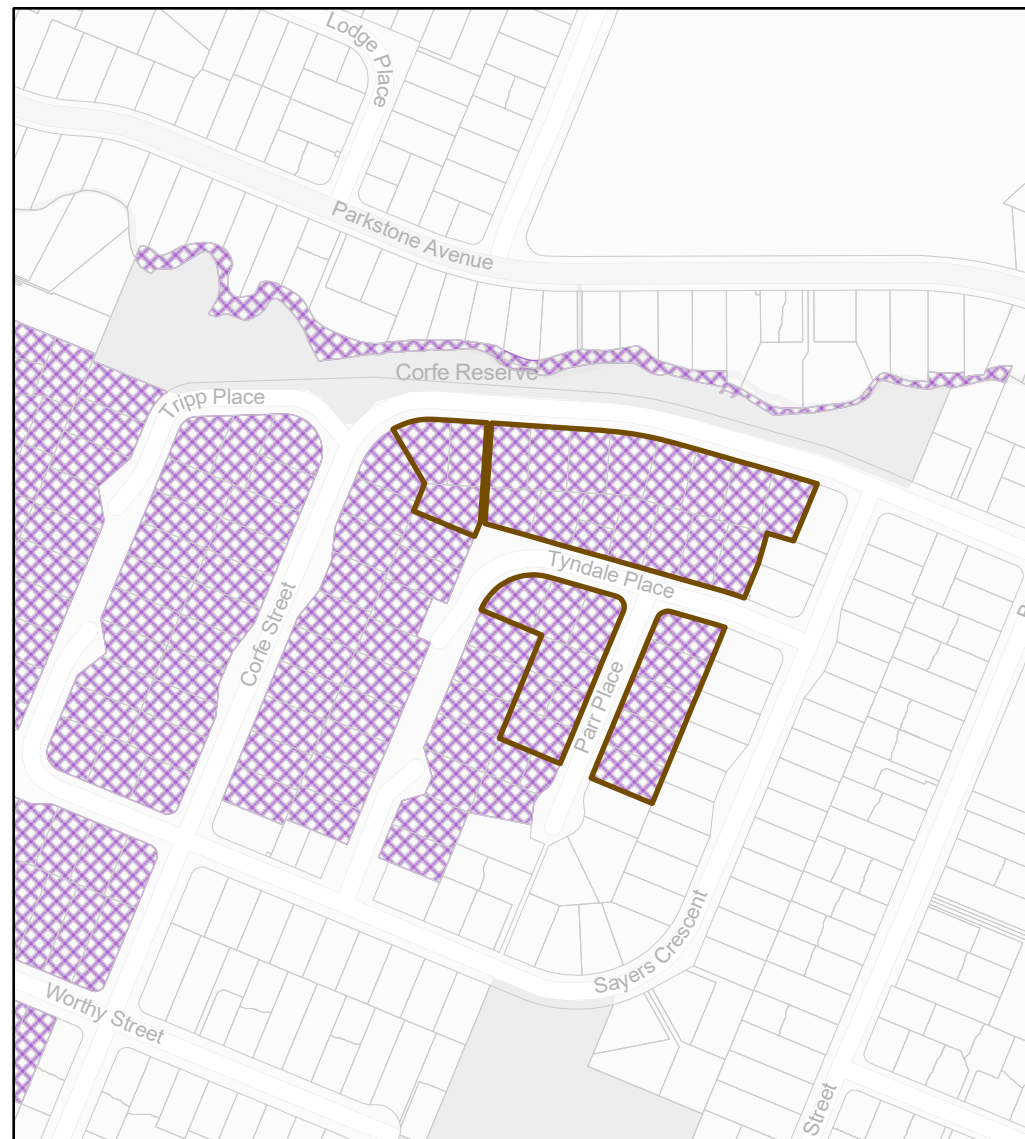 Lodge Place
Parkstone Avenue
Corfe Reserve
Tripp Place
Tyndale Place
Corfe Street
Parr Place
Sayers Crescent
Worthy Street
Street